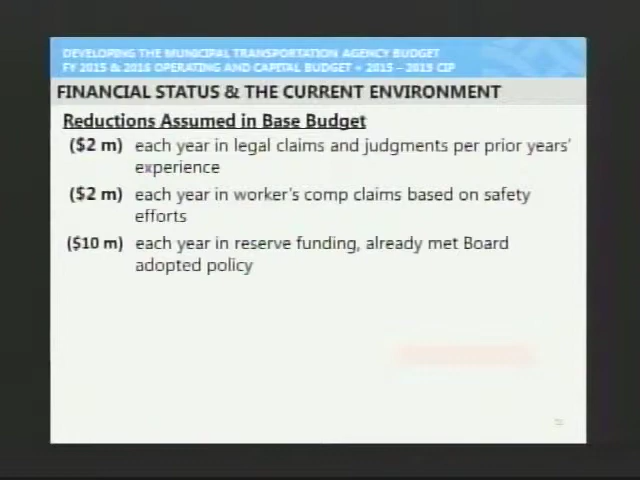 DEVELOPING THE MUNICIPAL TRANSPORTATION AGENCY BUDGET
FY 2015 & 2016 OPERATING AND CAPITAL BUDGET + 2015 – 2019 CIP
FINANCIAL STATUS & THE CURRENT ENVIRONMENT
Reductions Assumed in Base Budget
($2 m) each year in legal claims and judgments per prior years’
experience
($2 m) each year in worker’s comp claims based on safety
efforts
($10 m) each year in reserve funding, already met Board
adopted policy